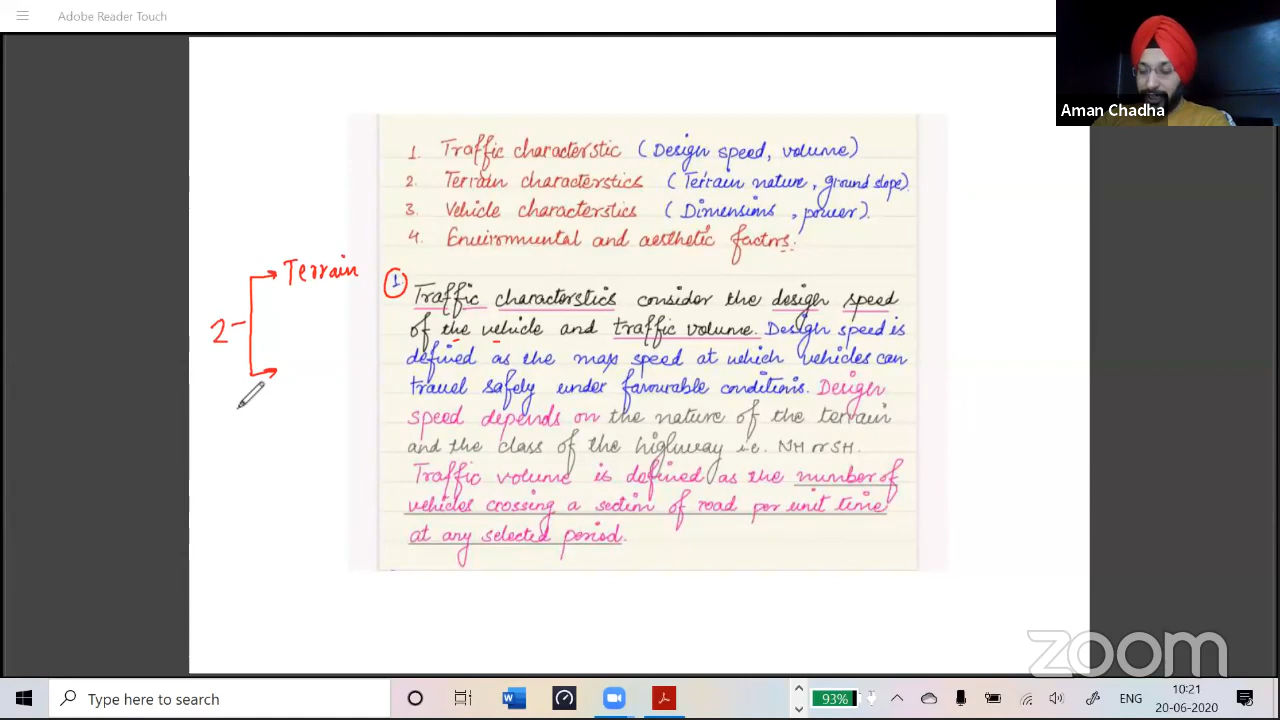 Adobe Reader Touch
Aman Chadha
1. Traffic characterstic (Design speed, volume)
2. Terrain characterstics (Terrain nature, ground slope).
3. Vehicle characterstics (Dimensions, power).
4. Environmental and aesthetic factors.
Terrain
2
1.
Traffic characterstics consider the design speed
of the vehicle and traffic volume. Design speed is
defined as the max speed at which vehicles can
travel safely under favourable conditions. Design
speed depends on the nature of the terrain
and the class of the highway i.e. NH or SH.
Traffic volume is defined as the number of
vehicles crossing a section of road per unit time
at any selected period.
zoom
Type here to search
93%
ENG
10:21
20-06-2020